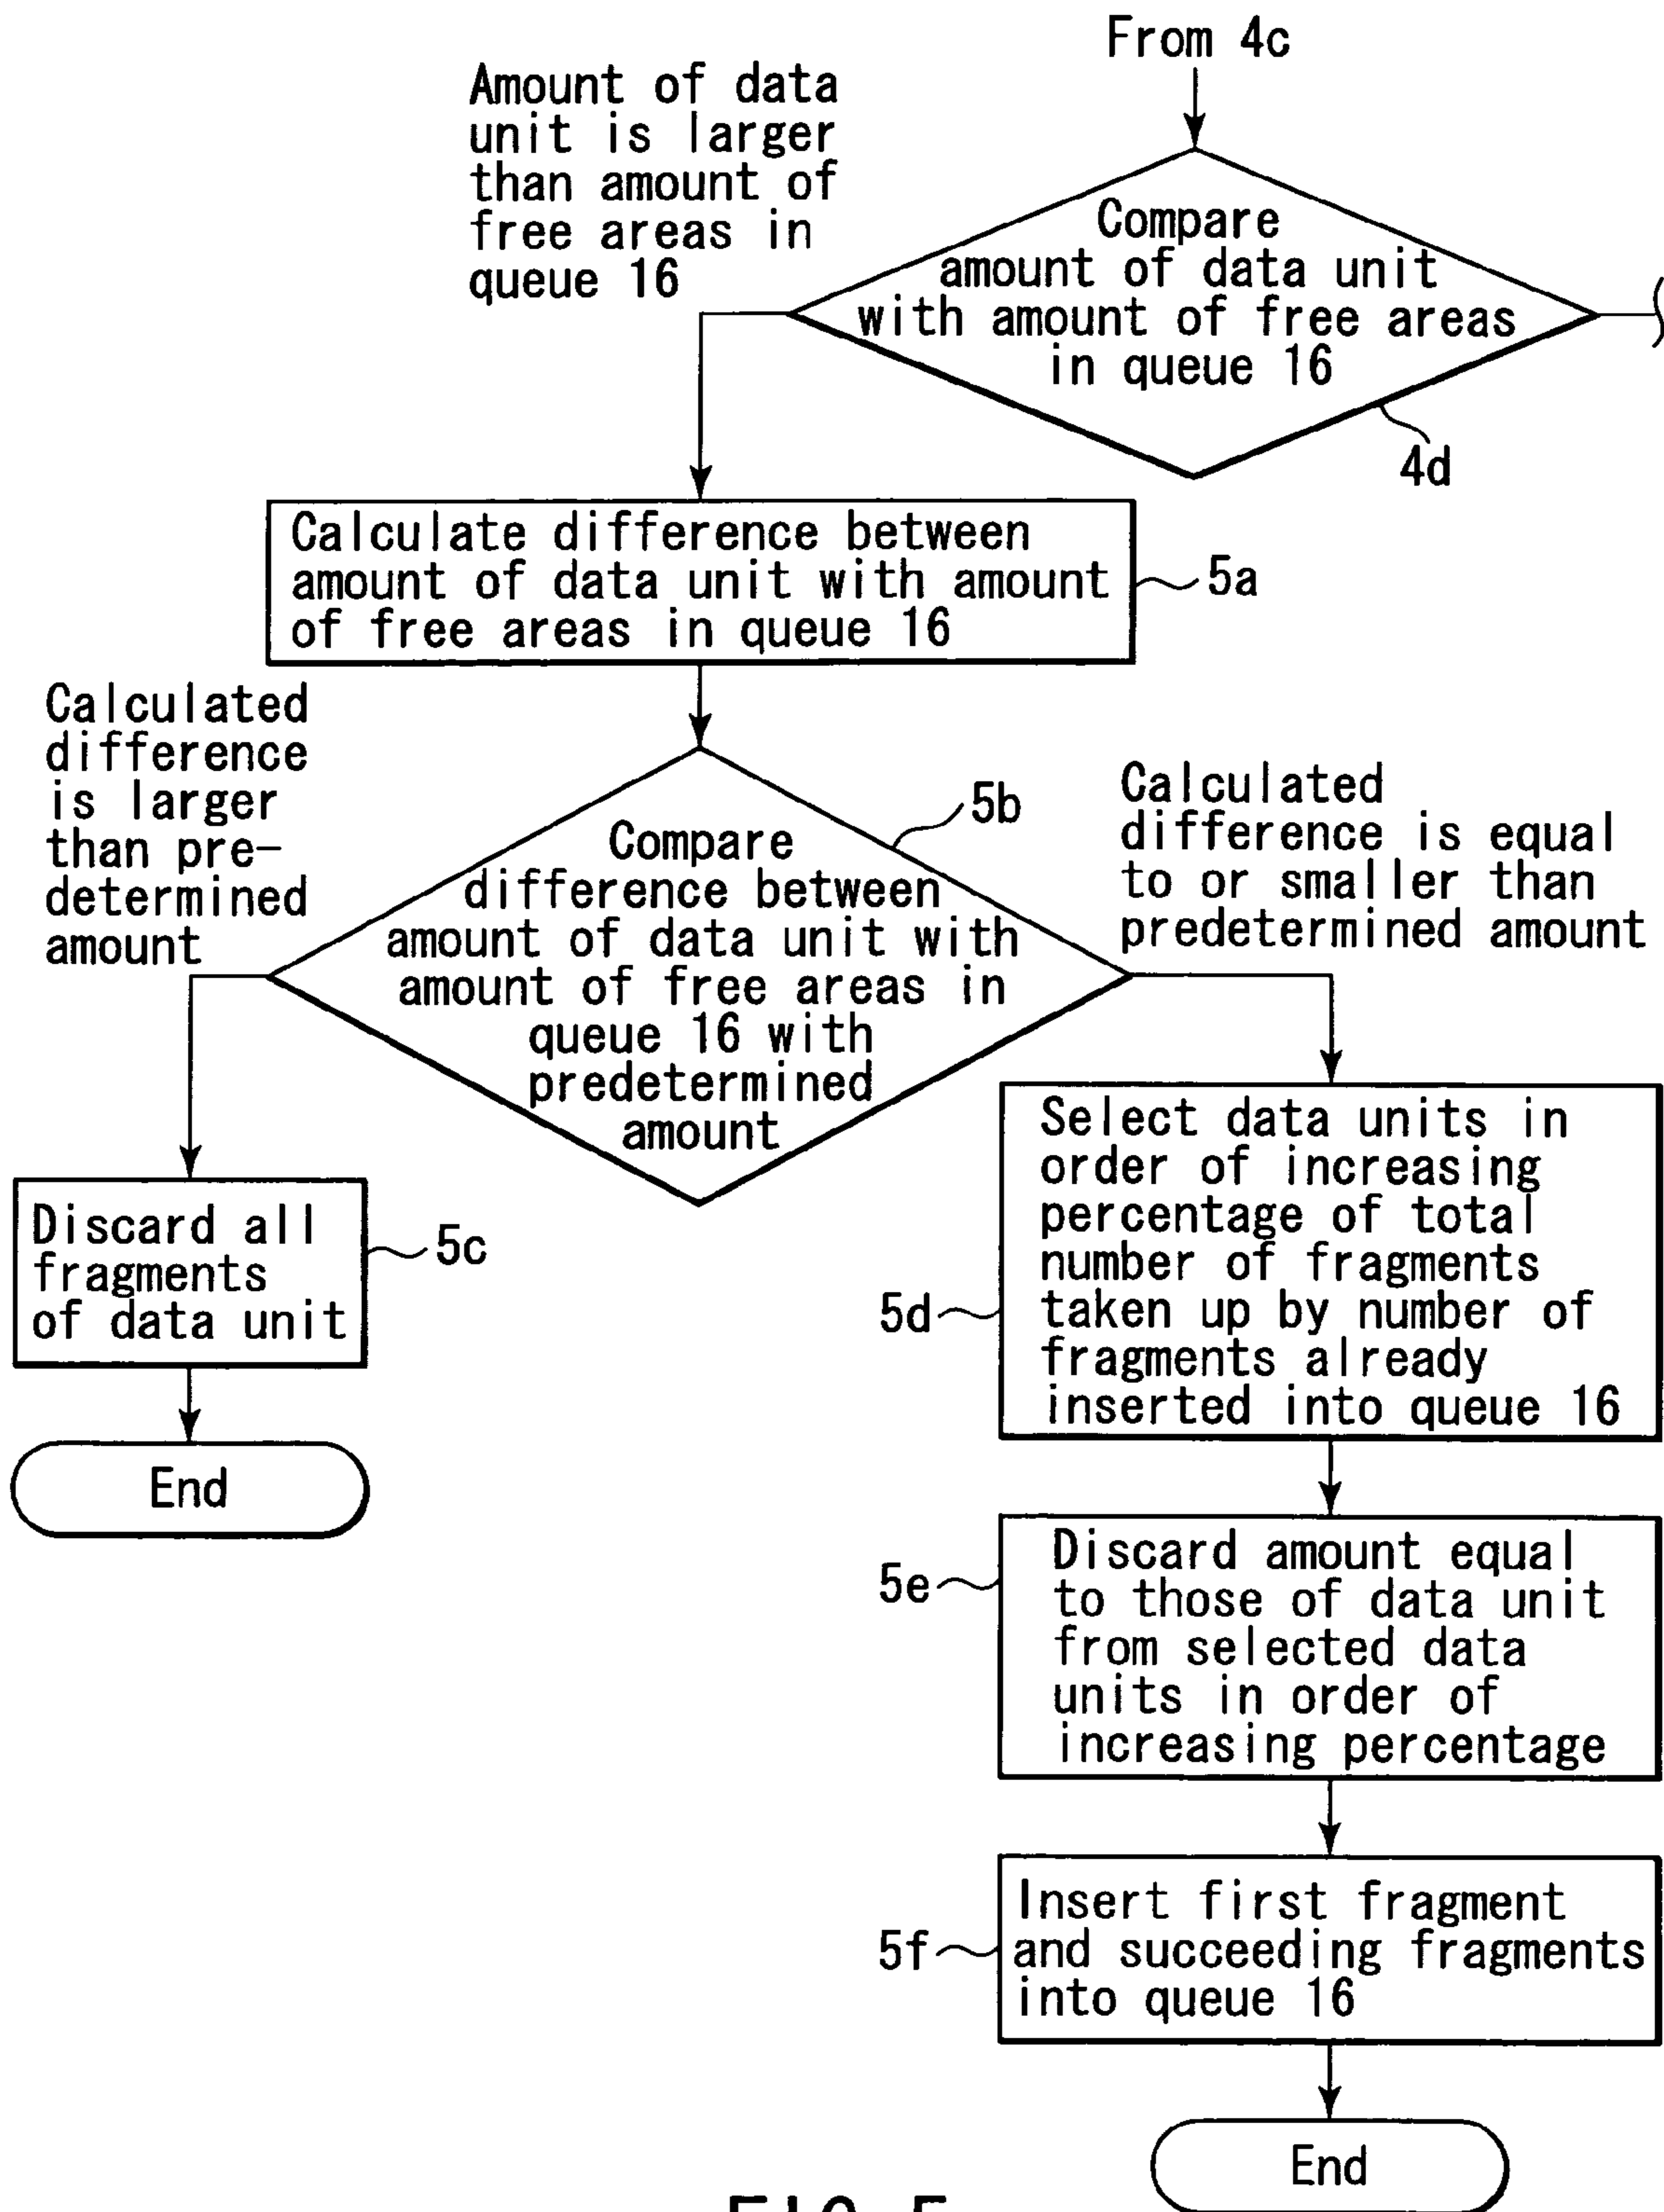 From 4c
Amount of data
unit is larger
than amount of
free areas in
queue 16
Compare
amount of data unit
with amount of free areas
in queue 16
4d
Calculate difference between
amount of data unit with amount
of free areas in queue 16
5a
Calculated
difference
is larger
than pre-
determined
amount
5b
Compare
difference between
amount of data unit with
amount of free areas in
queue 16 with
predetermined
amount
Calculated
difference is equal
to or smaller than
predetermined amount
Discard all
fragments
of data unit
5c
End
Select data units in
order of increasing
percentage of total
number of fragments
taken up by number of
fragments already
inserted into queue 16
5d
Discard amount equal
to those of data unit
from selected data
units in order of
increasing percentage
5e
Insert first fragment
and succeeding fragments
into queue 16
5f
End